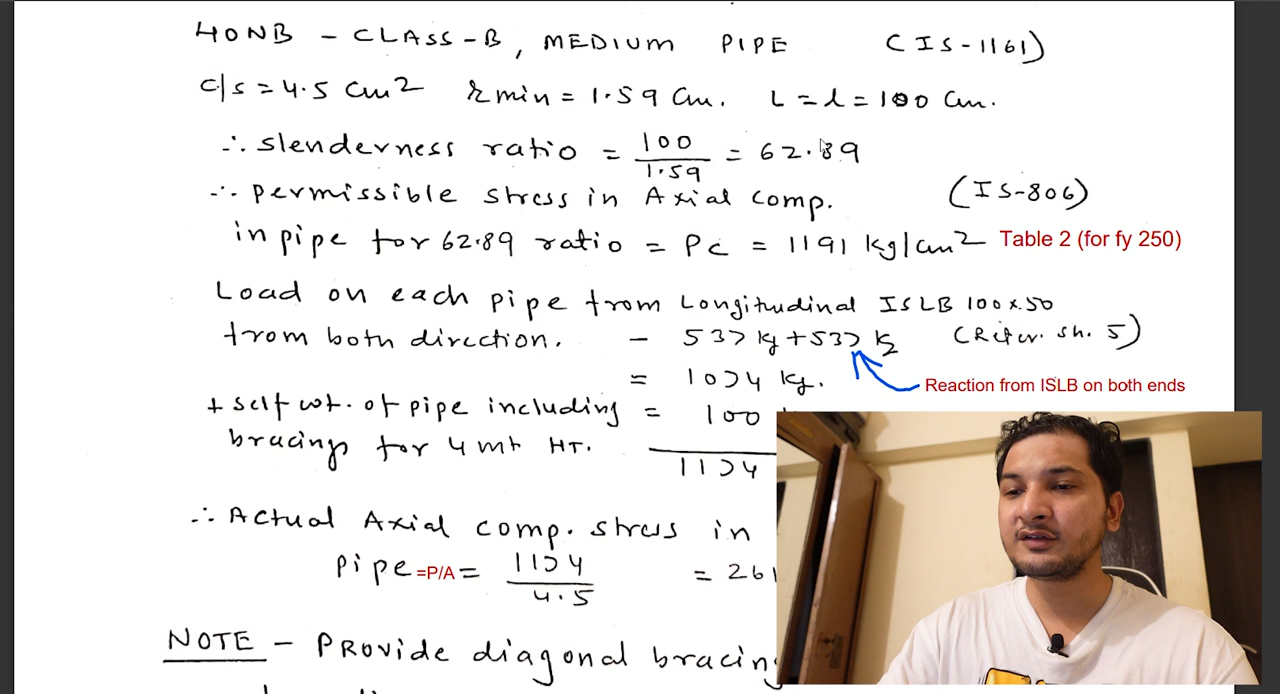 40NB - CLASS-B, MEDIUM PIPE (IS-1161)
c/s = 4.5 cm2 rmin = 1.59 cm. L = l = 100 cm.
∴ slenderness ratio = 100/1.59 = 62.89
∴ permissible stress in Axial comp. (IS-806)
in pipe for 62.89 ratio = Pc = 1191 kg/cm2 Table 2 (for fy 250)
Load on each pipe from Longitudinal ISLB 100x50
from both direction. - 537 kg + 537 kg (Refer. sh. 5)
= 1074 kg. Reaction from ISLB on both ends
+ self wt. of pipe including = 100
bracings for 4 mt HT.
1174
∴ Actual Axial comp. stress in
pipe =P/A = 1174/4.5 = 261
NOTE - PROVIDE diagonal bracing